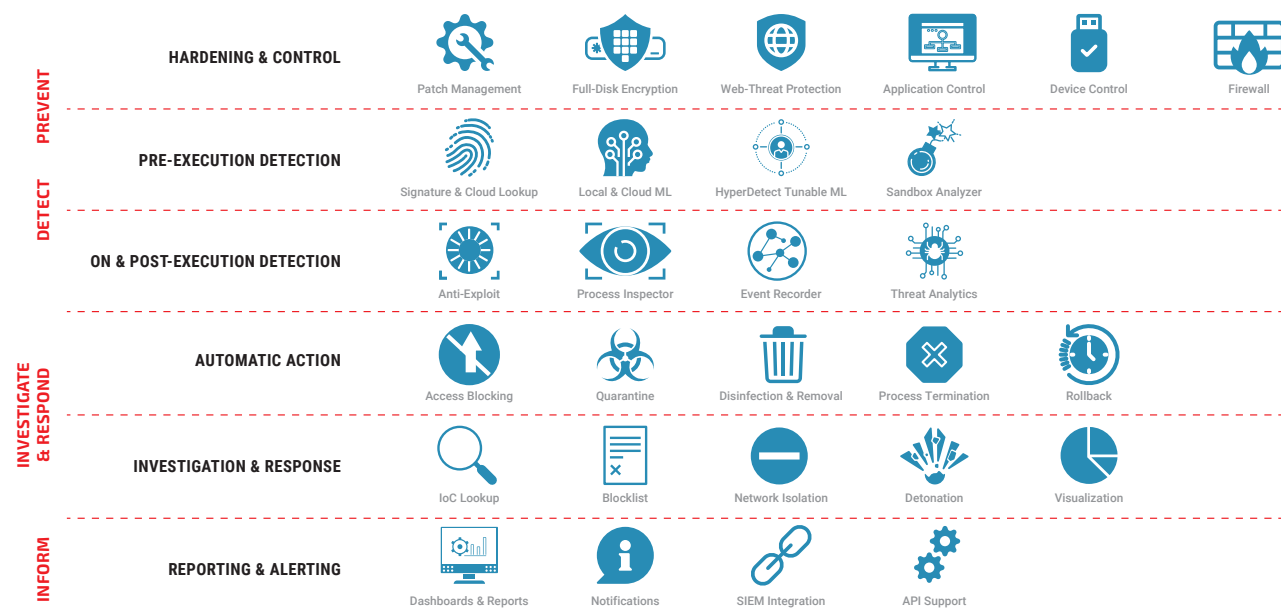 PREVENT
HARDENING & CONTROL
Patch Management
Full-Disk Encryption
Web-Threat Protection
Application Control
Device Control
Firewall
PRE-EXECUTION DETECTION
Signature & Cloud Lookup
Local & Cloud ML
HyperDetect Tunable ML
Sandbox Analyzer
DETECT
ON & POST-EXECUTION DETECTION
Anti-Exploit
Process Inspector
Event Recorder
Threat Analytics
INVESTIGATE
& RESPOND
AUTOMATIC ACTION
Access Blocking
Quarantine
Disinfection & Removal
Process Termination
Rollback
INVESTIGATION & RESPONSE
IoC Lookup
Blocklist
Network Isolation
Detonation
Visualization
INFORM
REPORTING & ALERTING
Dashboards & Reports
Notifications
SIEM Integration
API Support